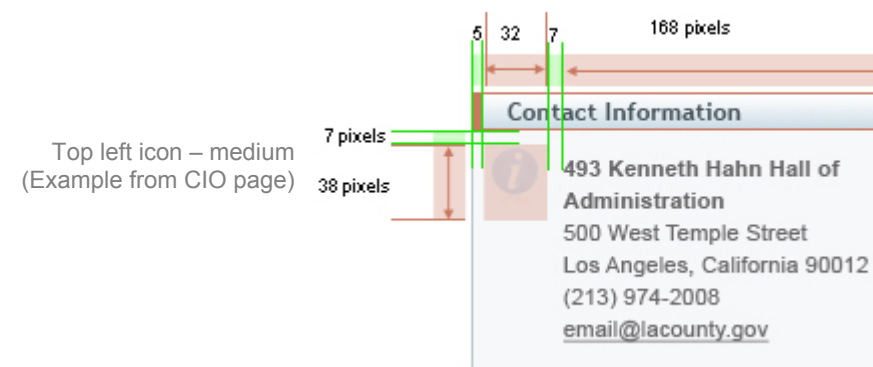 5 32 7 168 pixels
Contact Information
7 pixels
Top left icon – medium
(Example from CIO page)
38 pixels
i
493 Kenneth Hahn Hall of
Administration
500 West Temple Street
Los Angeles, California 90012
(213) 974-2008
email@lacounty.gov